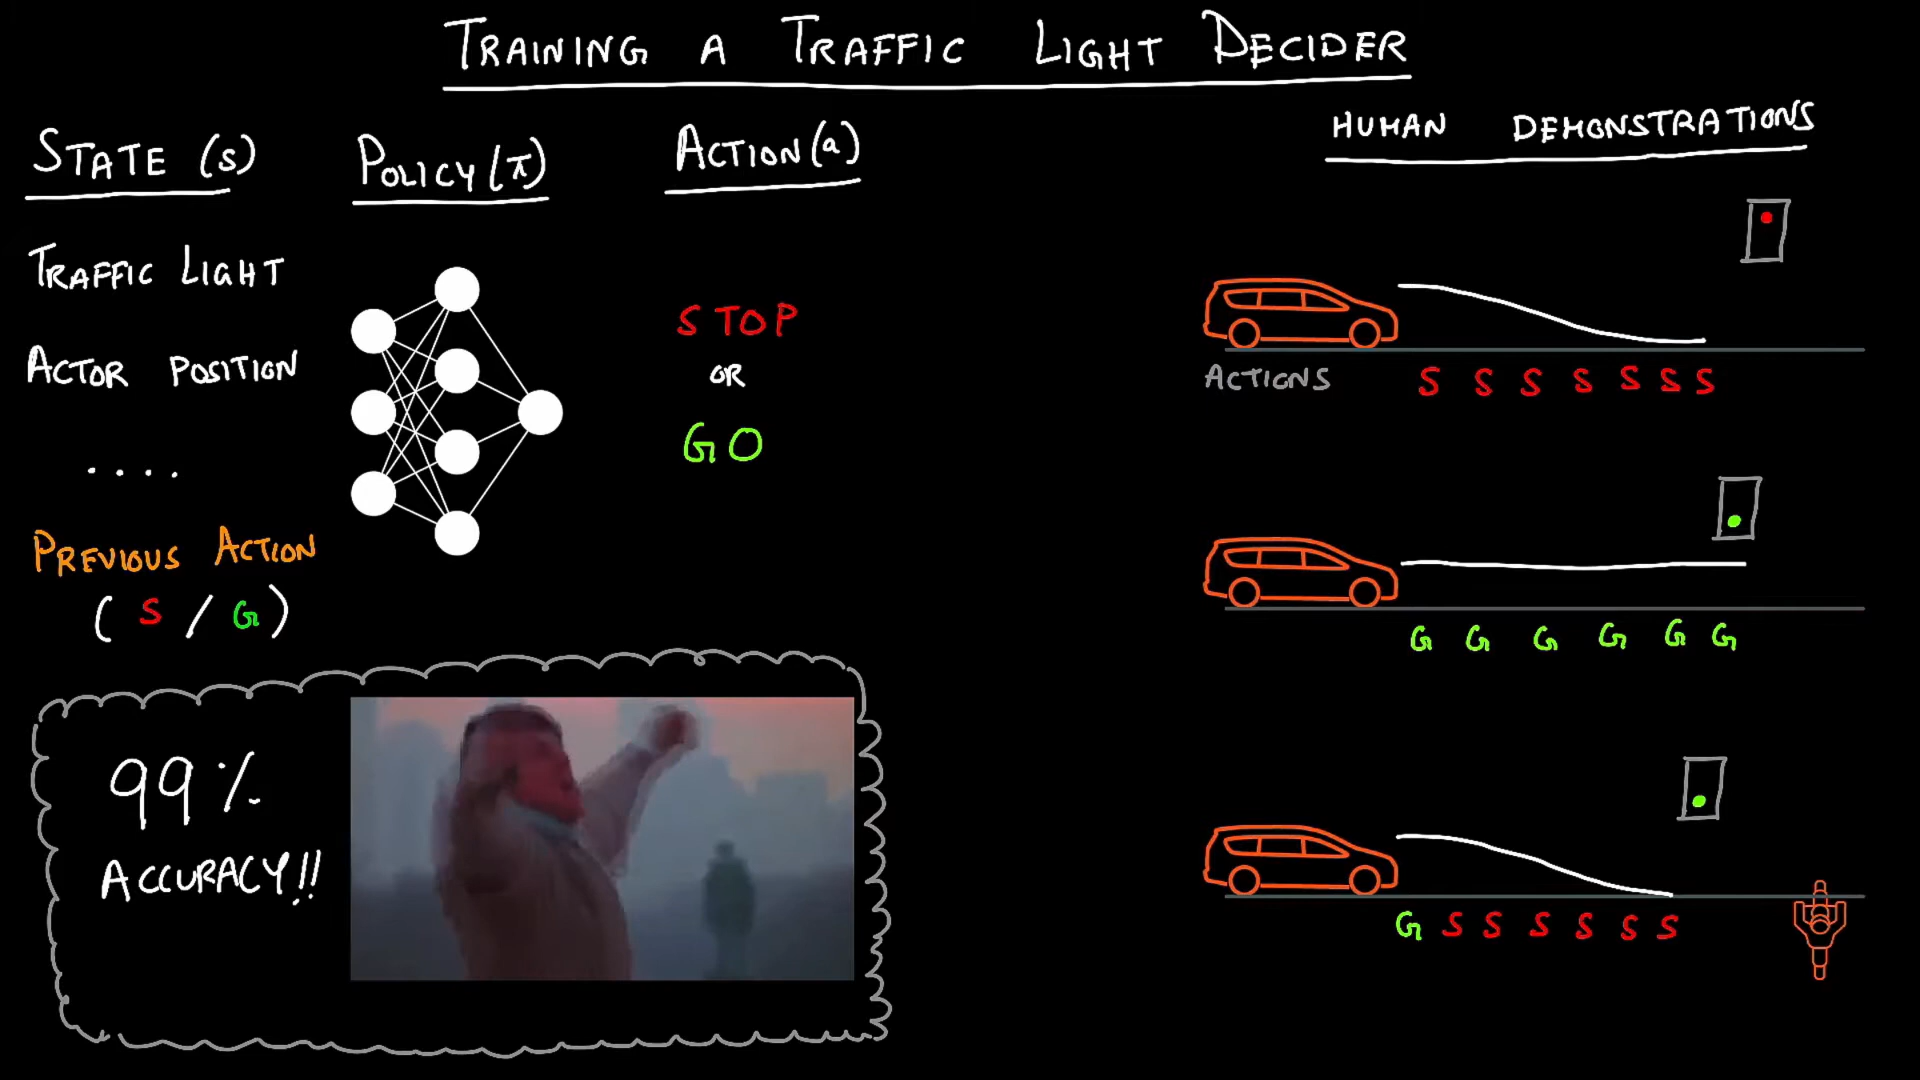 TRAINING A TRAFFIC LIGHT DECIDER
STATE (s)
POLICY (π)
ACTION (a)
TRAFFIC LIGHT
ACTOR POSITION
....
PREVIOUS ACTION
( S / G )
STOP
OR
GO
99%
ACCURACY!!
HUMAN DEMONSTRATIONS
ACTIONS S S S S S S S
G G G G G G
G S S S S S S